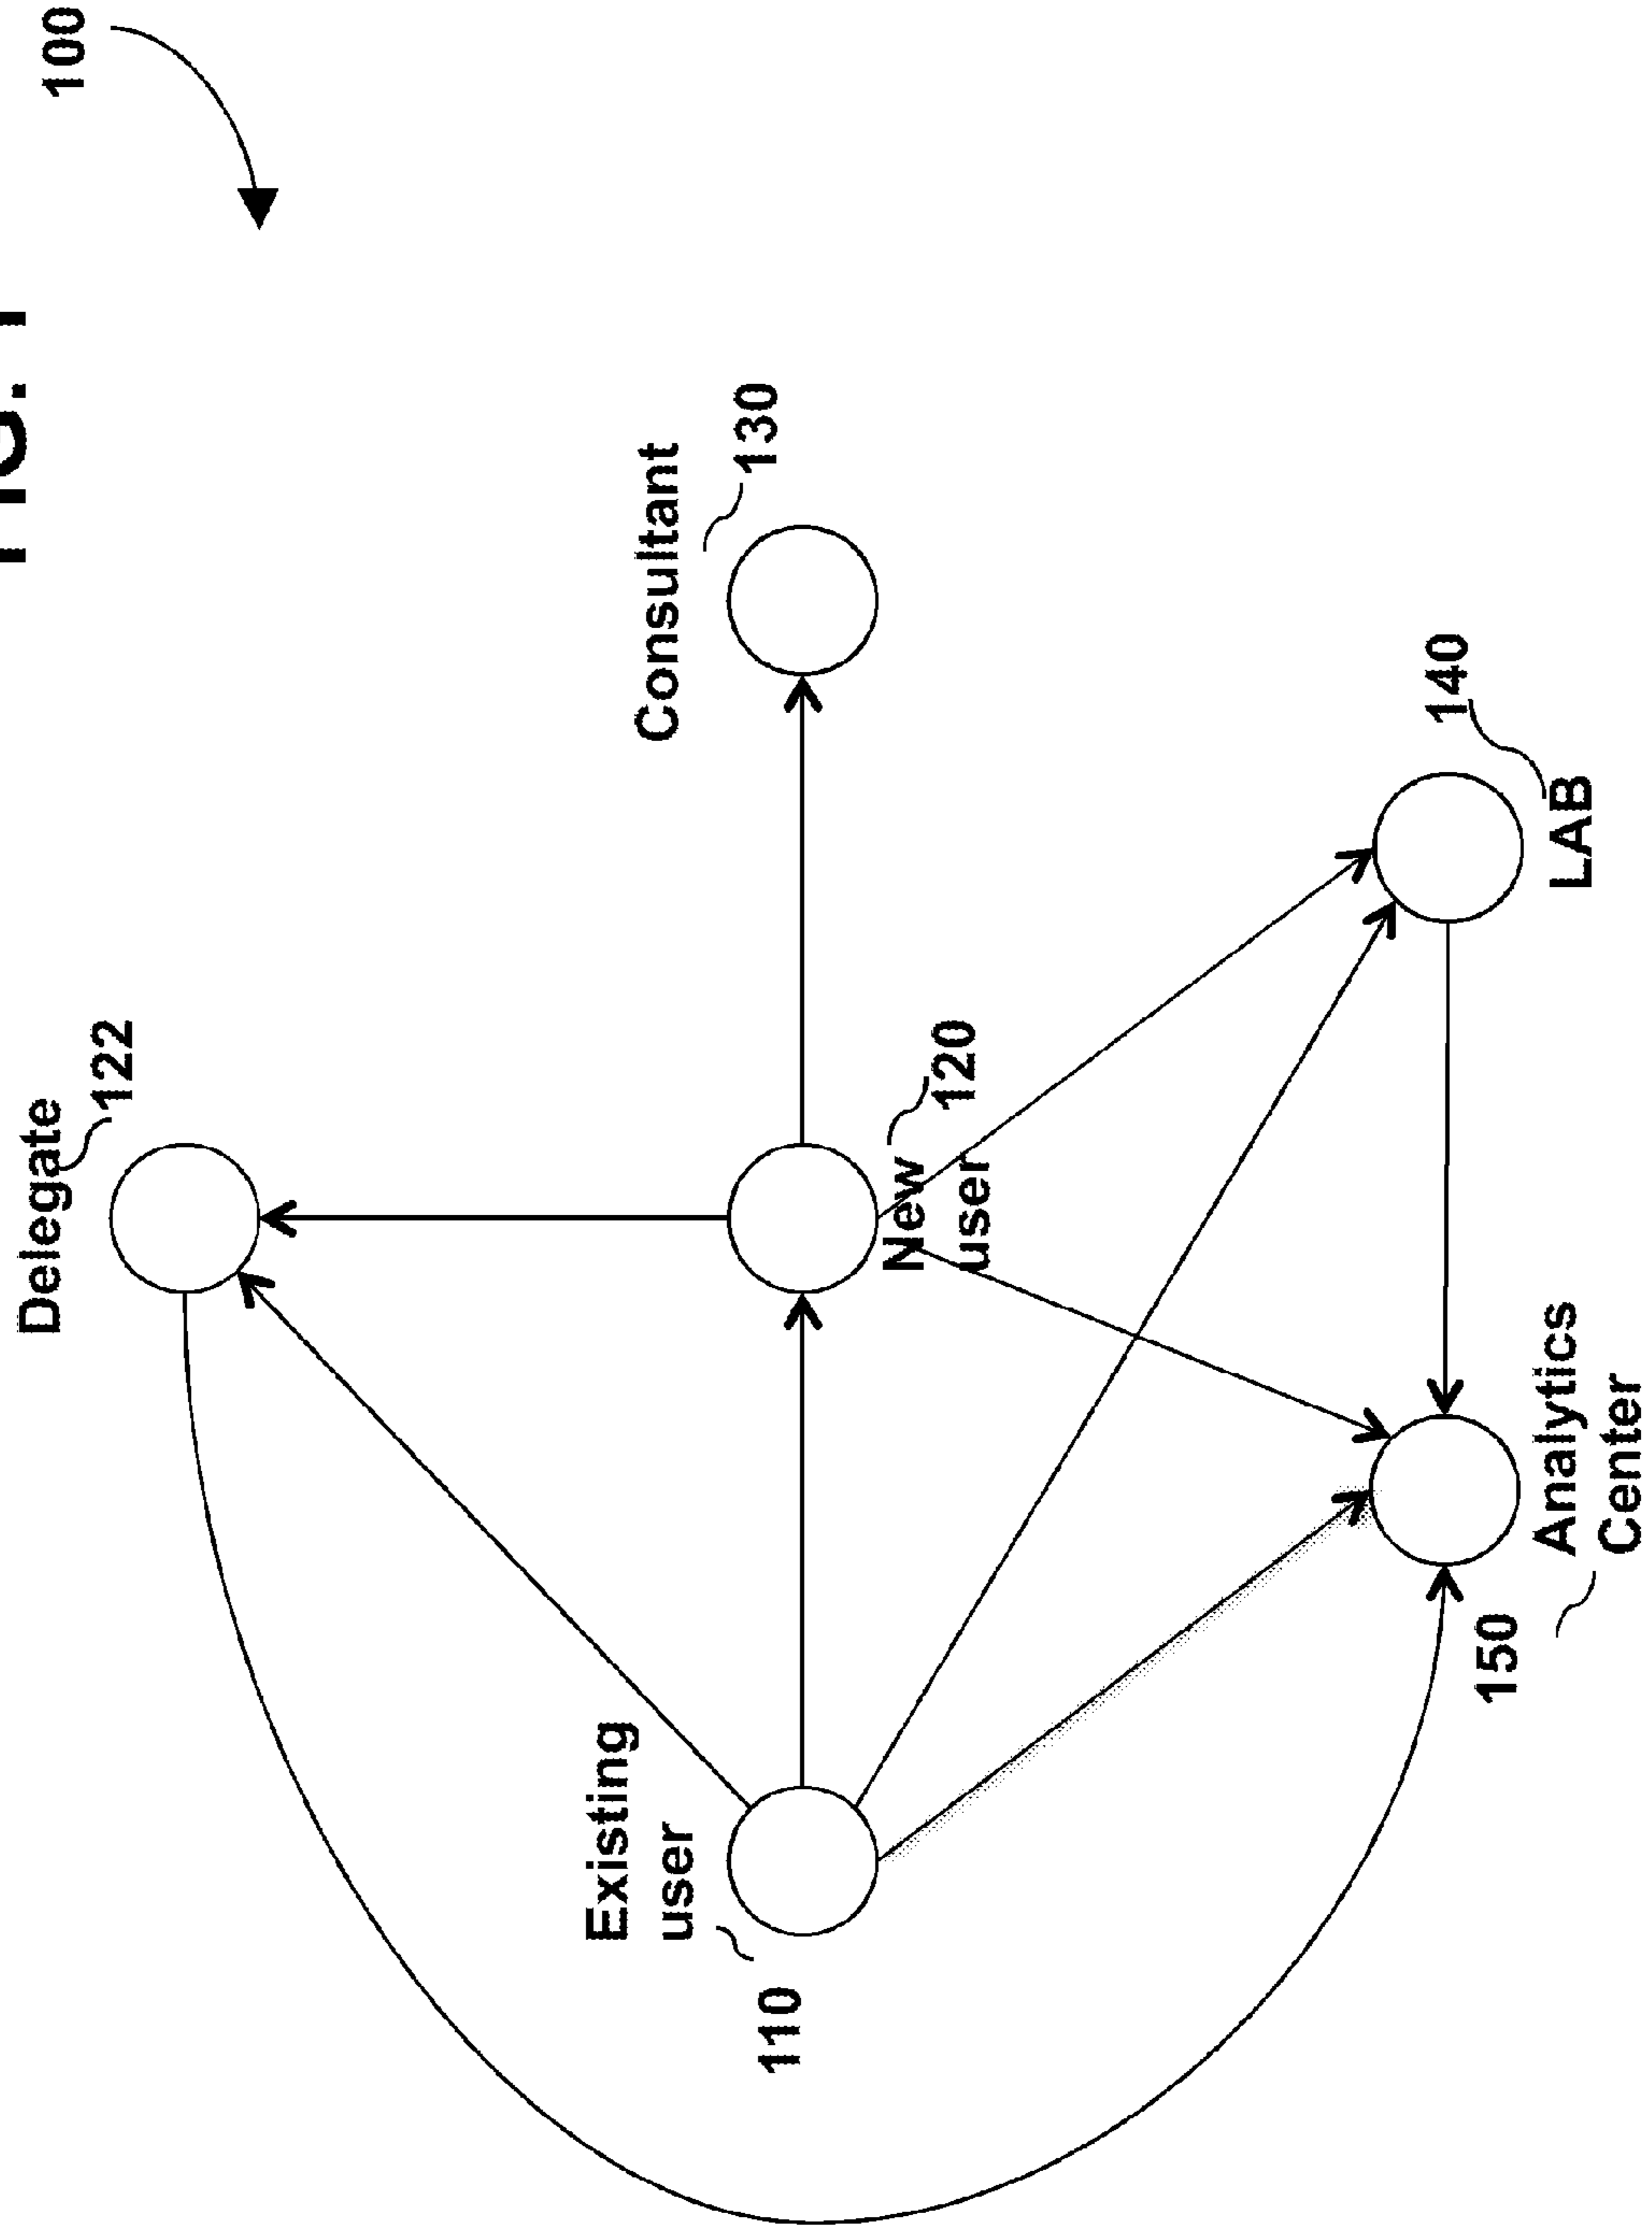 FIG. 1
100
Delegate
122
Consultant
130
Existing
user
110
New
user
120
140
LAB
150
Analytics
Center